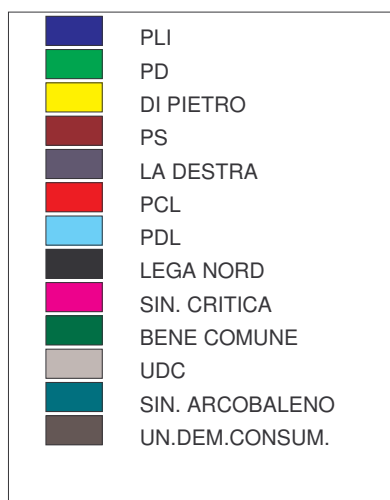 PLI
PD
DI PIETRO
PS
LA DESTRA
PCL
PDL
LEGA NORD
SIN. CRITICA
BENE COMUNE
UDC
SIN. ARCOBALENO
UN.DEM.CONSUM.